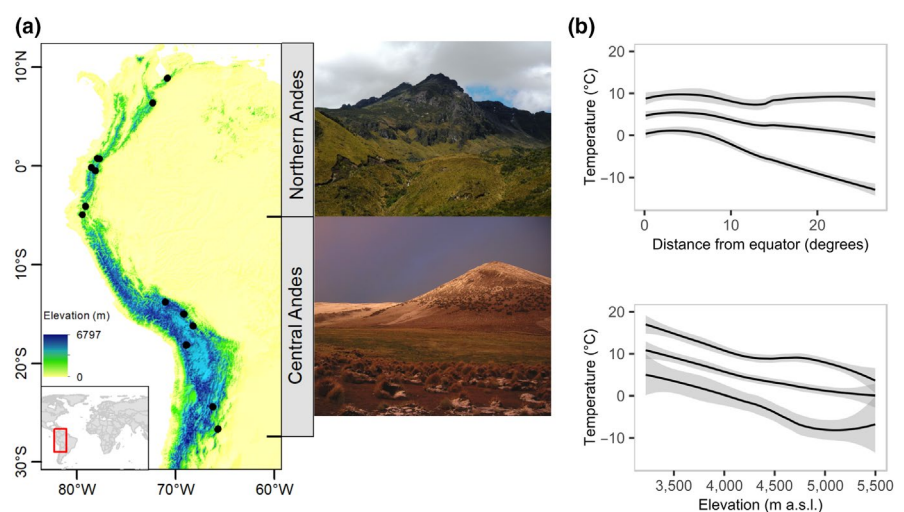 (a)
10°N
0°
10°S
20°S
30°S
Elevation (m)
6797
0
80°W
70°W
60°W
Northern Andes
Central Andes
(b)
20
10
0
−10
Temperature (°C)
0
10
20
Distance from equator (degrees)
20
10
0
−10
Temperature (°C)
3,500
4,000
4,500
5,000
5,500
Elevation (m a.s.l.)